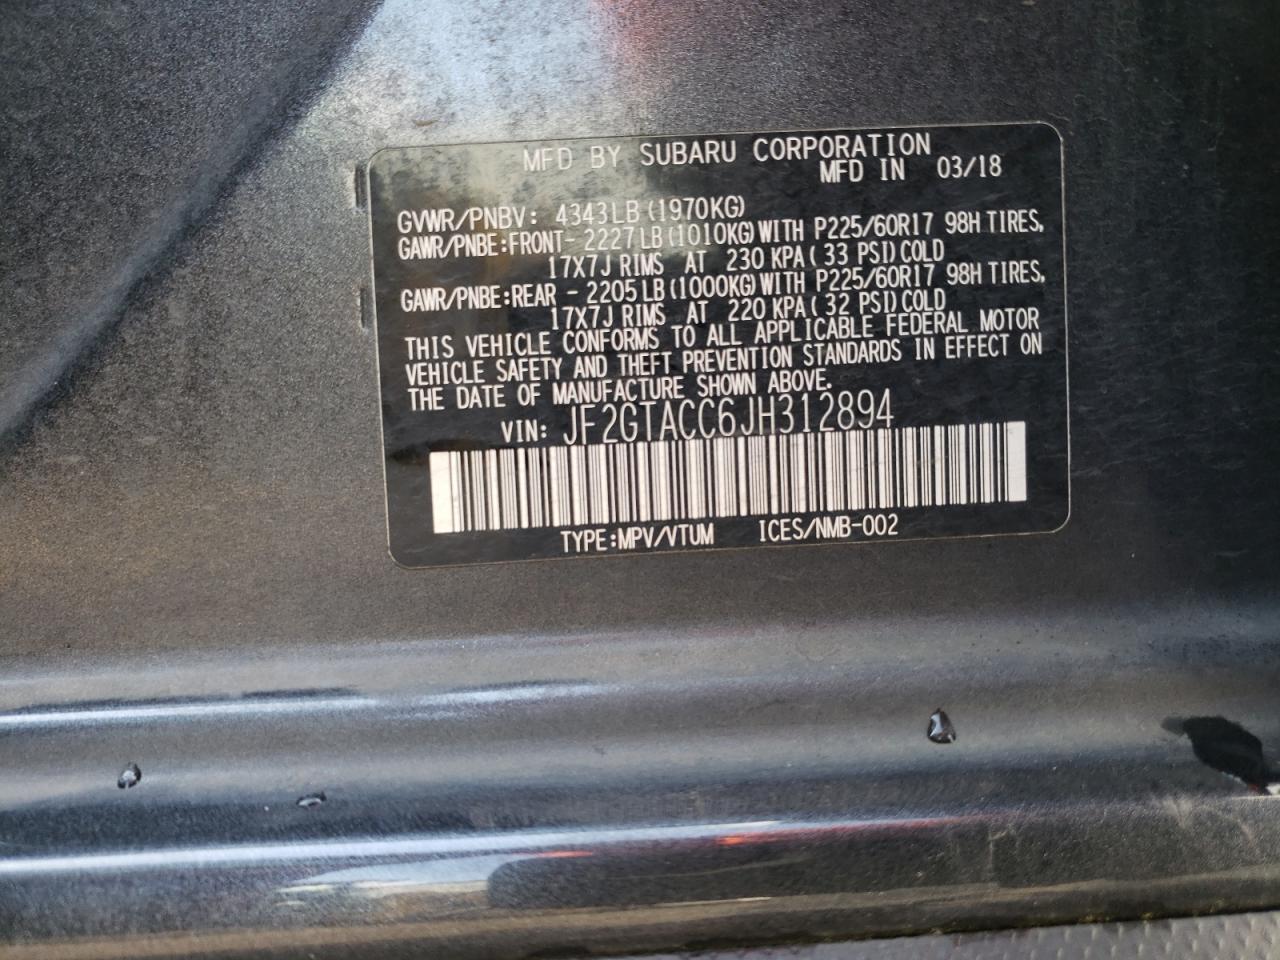 MFD BY SUBARU CORPORATION
MFD IN 03/18
GVWR/PNBV: 4343LB(1970KG)
GAWR/PNBE:FRONT- 2227LB(1010KG)WITH P225/60R17 98H TIRES,
17X7J RIMS AT 230 KPA(33 PSI)COLD
GAWR/PNBE:REAR - 2205LB(1000KG)WITH P225/60R17 98H TIRES,
17X7J RIMS AT 220 KPA(32 PSI)COLD
THIS VEHICLE CONFORMS TO ALL APPLICABLE FEDERAL MOTOR
VEHICLE SAFETY AND THEFT PREVENTION STANDARDS IN EFFECT ON
THE DATE OF MANUFACTURE SHOWN ABOVE.
VIN: JF2GTACC6JH312894
TYPE:MPV/VTUM ICES/NMB-002